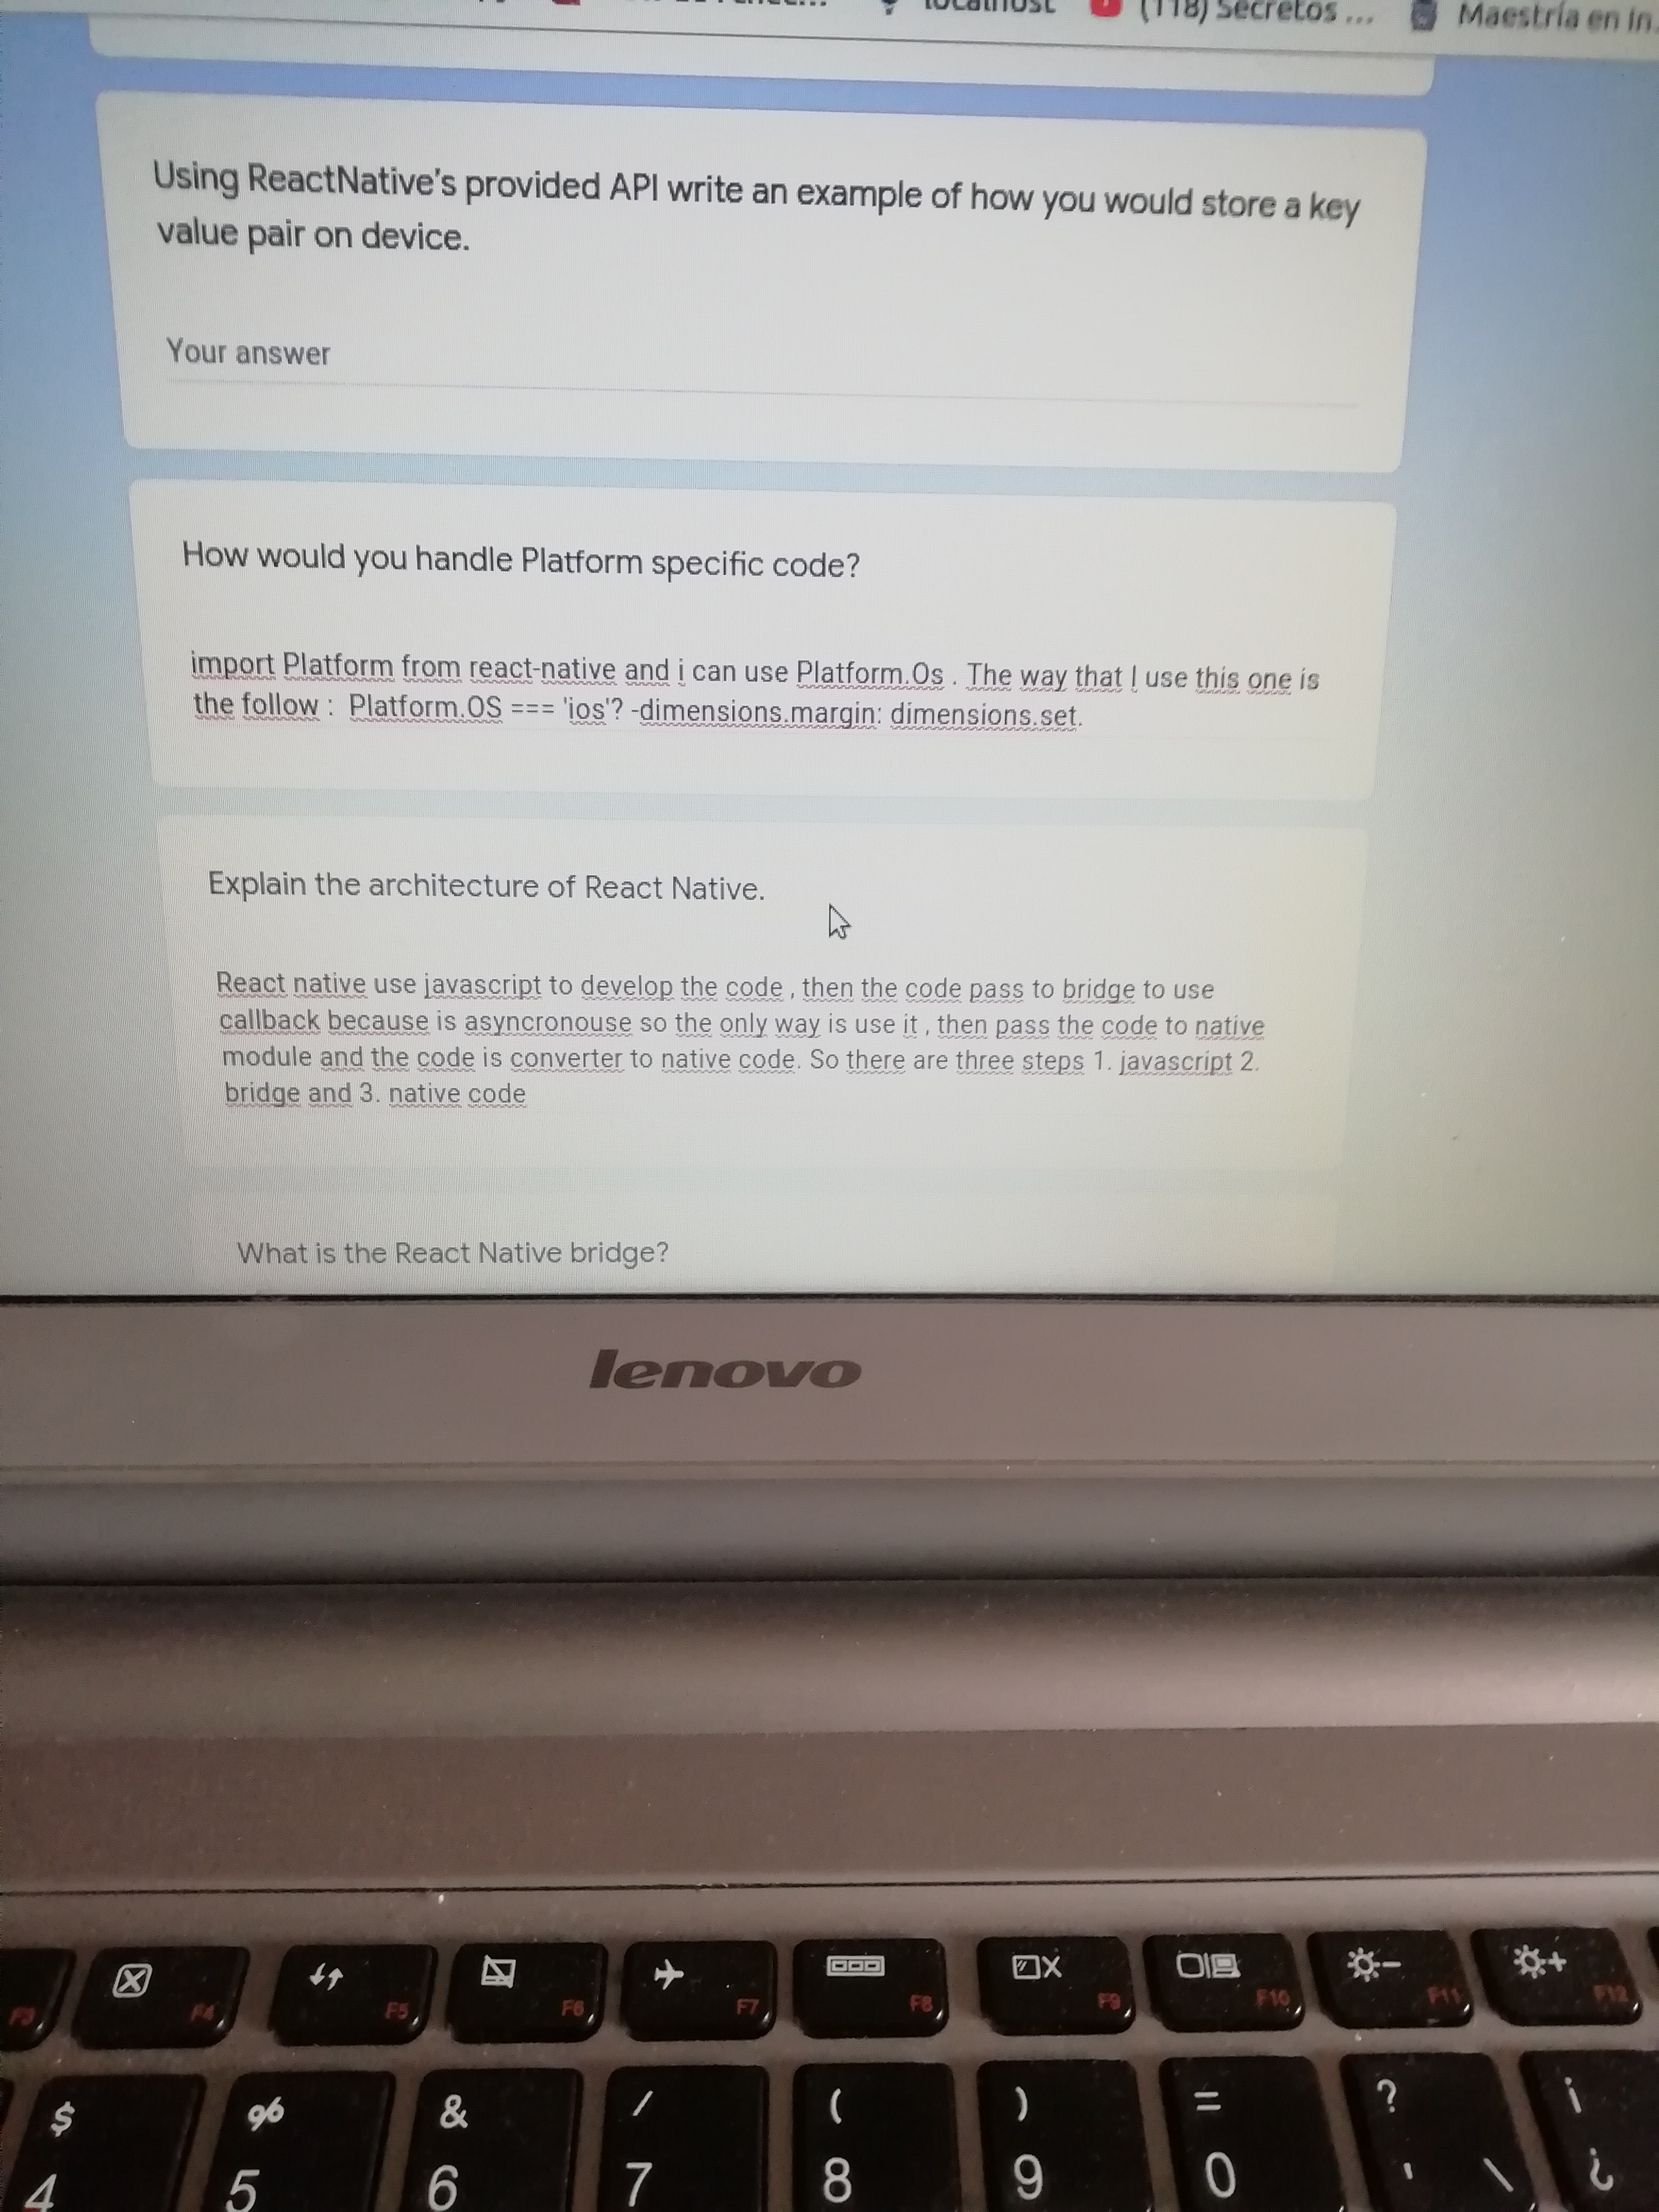 localhost (118) Secretos ... Maestría en in
Using ReactNative's provided API write an example of how you would store a key
value pair on device.
Your answer
How would you handle Platform specific code?
import Platform from react-native and i can use Platform.Os . The way that I use this one is
the follow : Platform.OS === 'ios'? -dimensions.margin: dimensions.set.
Explain the architecture of React Native.
React native use javascript to develop the code , then the code pass to bridge to use
callback because is asyncronouse so the only way is use it , then pass the code to native
module and the code is converter to native code. So there are three steps 1. javascript 2.
bridge and 3. native code
What is the React Native bridge?
lenovo
F3 F4 F5 F6 F7 F8 F9 F10 F11 F12
$ % & / ( ) = ? ¡
4 5 6 7 8 9 0 ' \ ¿